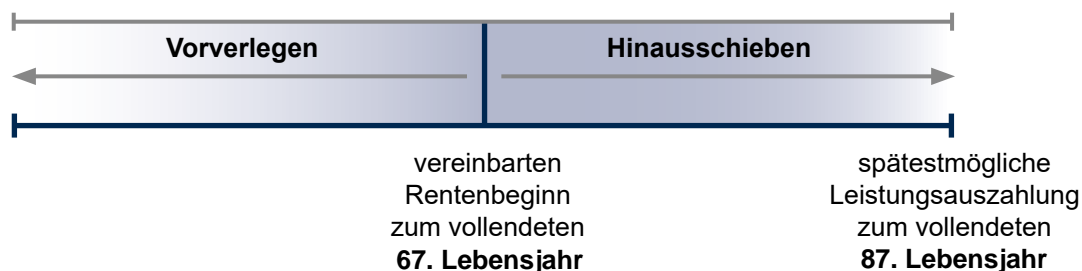 Vorverlegen
Hinausschieben
vereinbarten
Rentenbeginn
zum vollendeten
67. Lebensjahr
spätestmögliche
Leistungsauszahlung
zum vollendeten
87. Lebensjahr